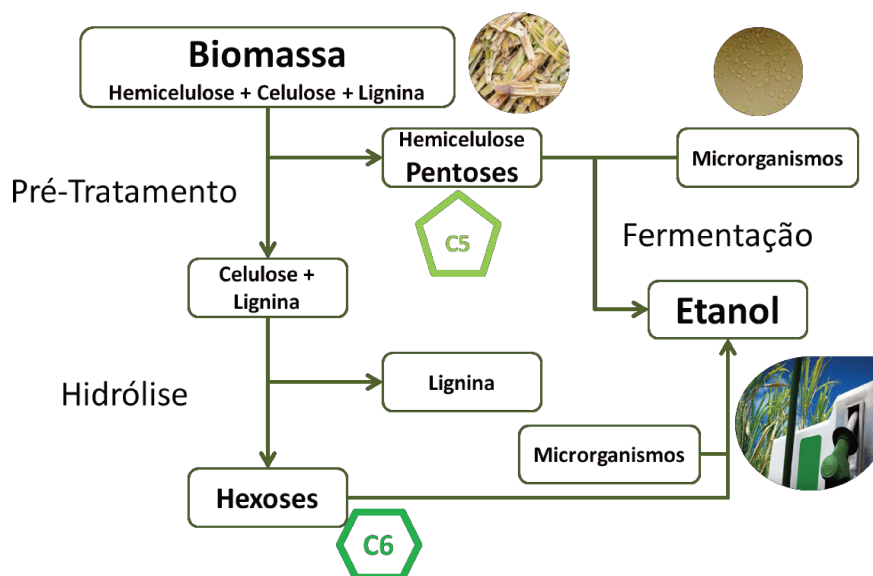 Biomassa
Hemicelulose + Celulose + Lignina
Hemicelulose
Pentoses
Microrganismos
Pré-Tratamento
C5
Fermentação
Celulose +
Lignina
Etanol
Hidrólise
Lignina
Microrganismos
Hexoses
C6